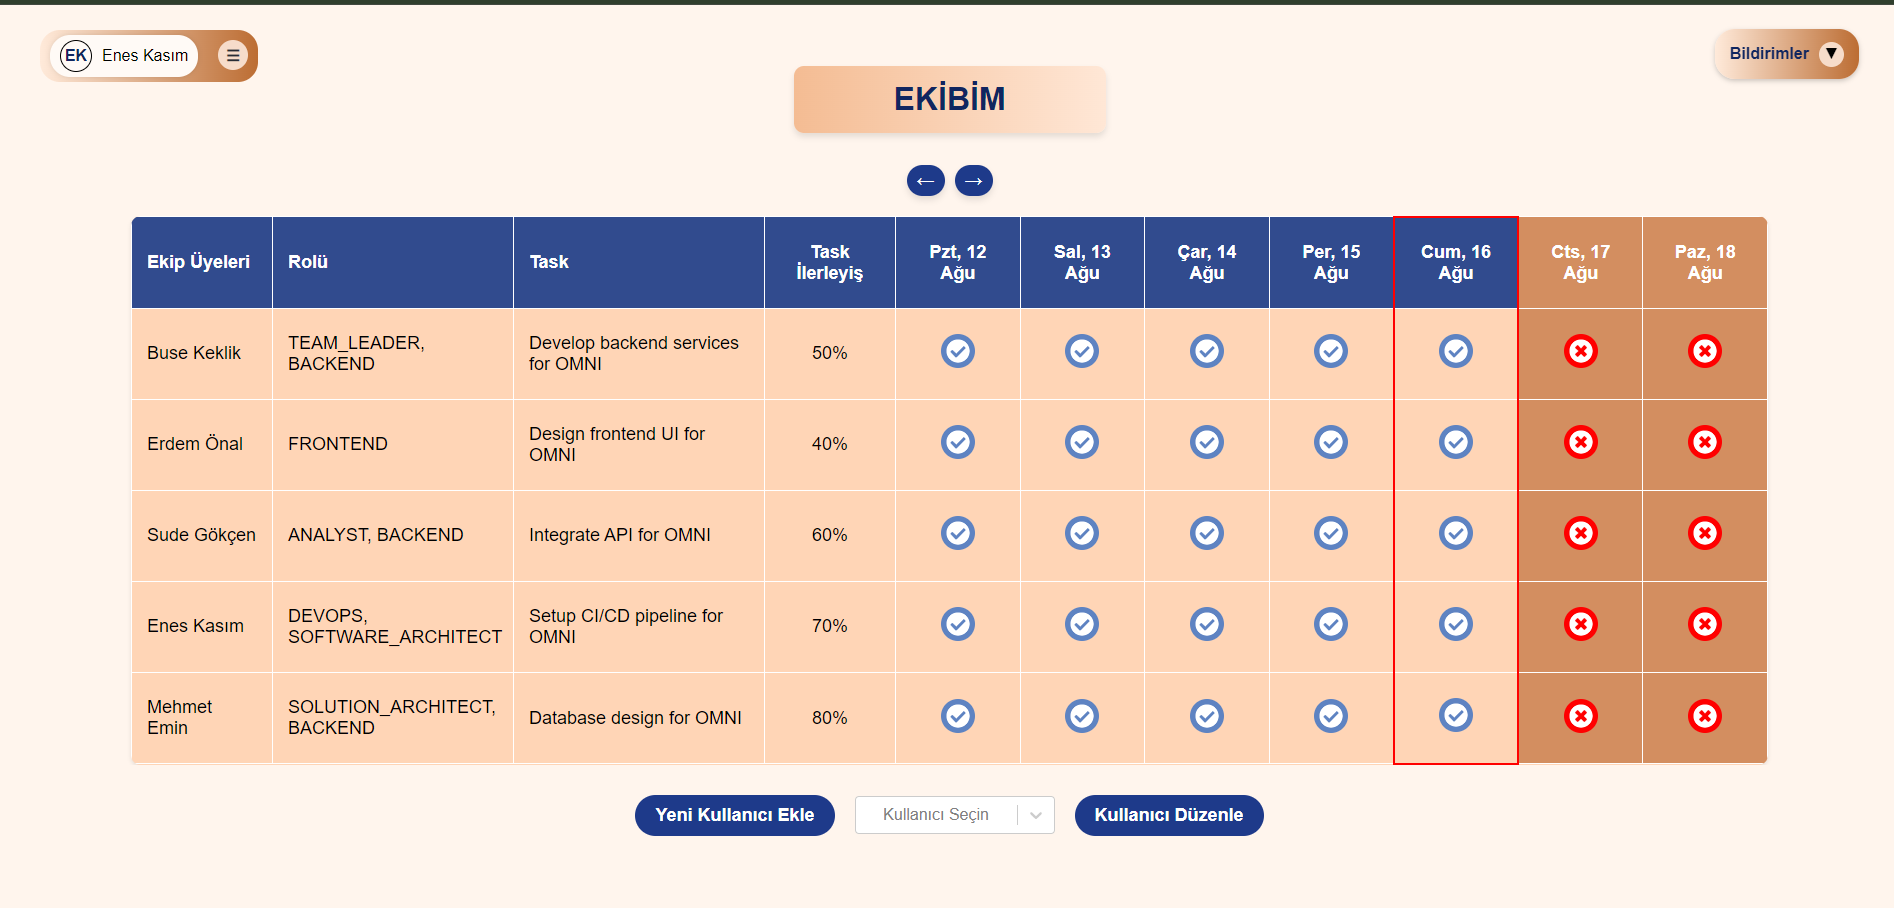 EK Enes Kasım ☰
Bildirimler ▼
EKİBİM
← →
Ekip Üyeleri
Rolü
Task
Task
İlerleyiş
Pzt, 12
Ağu
Sal, 13
Ağu
Çar, 14
Ağu
Per, 15
Ağu
Cum, 16
Ağu
Cts, 17
Ağu
Paz, 18
Ağu
Buse Keklik
TEAM_LEADER,
BACKEND
Develop backend services
for OMNI
50%
Erdem Önal
FRONTEND
Design frontend UI for
OMNI
40%
Sude Gökçen
ANALYST, BACKEND
Integrate API for OMNI
60%
Enes Kasım
DEVOPS,
SOFTWARE_ARCHITECT
Setup CI/CD pipeline for
OMNI
70%
Mehmet
Emin
SOLUTION_ARCHITECT,
BACKEND
Database design for OMNI
80%
Yeni Kullanıcı Ekle
Kullanıcı Seçin
Kullanıcı Düzenle